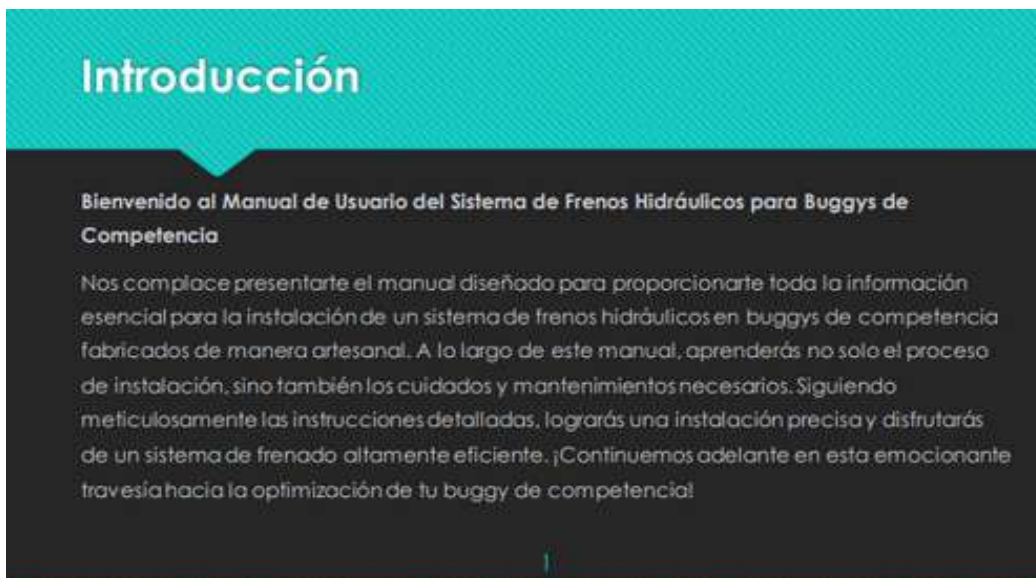 Introducción
Bienvenido al Manual de Usuario del Sistema de Frenos Hidráulicos para Buggys de
Competencia
Nos complace presentarte el manual diseñado para proporcionarte toda la información
esencial para la instalación de un sistema de frenos hidráulicos en buggys de competencia
fabricados de manera artesanal. A lo largo de este manual, aprenderás no solo el proceso
de instalación, sino también los cuidados y mantenimientos necesarios. Siguiendo
meticulosamente las instrucciones detalladas, lograrás una instalación precisa y disfrutarás
de un sistema de frenado altamente eficiente. ¡Continuemos adelante en esta emocionante
travesía hacia la optimización de tu buggy de competencia!
1